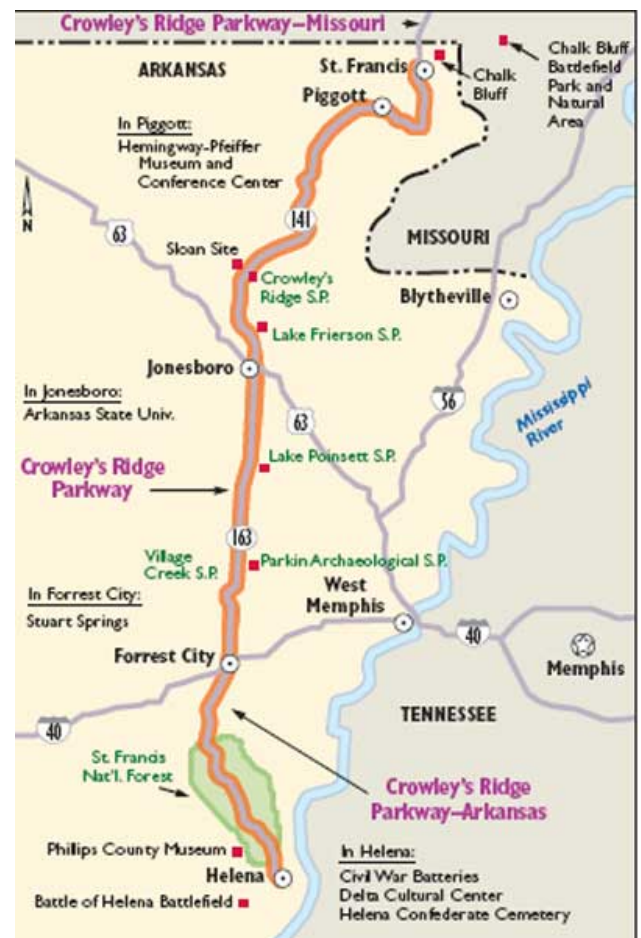 Crowley's Ridge Parkway–Missouri
ARKANSAS
St. Francis
Chalk
Bluff
Chalk Bluff
Battlefield
Park and
Natural
Area
Piggott
In Piggott:
Hemingway-Pfeiffer
Museum and
Conference Center
N
63
141
MISSOURI
Sloan Site
Crowley's
Ridge S.P.
Blytheville
Lake Frierson S.P.
Jonesboro
In Jonesboro:
Arkansas State Univ.
63
56
Mississippi
River
Crowley's Ridge
Parkway
Lake Poinsett S.P.
163
Village
Creek S.P.
Parkin Archaeological S.P.
In Forrest City:
Stuart Springs
West
Memphis
40
Memphis
Forrest City
TENNESSEE
40
St. Francis
Nat'l. Forest
Crowley's Ridge
Parkway–Arkansas
Phillips County Museum
Helena
In Helena:
Civil War Batteries
Delta Cultural Center
Helena Confederate Cemetery
Battle of Helena Battlefield